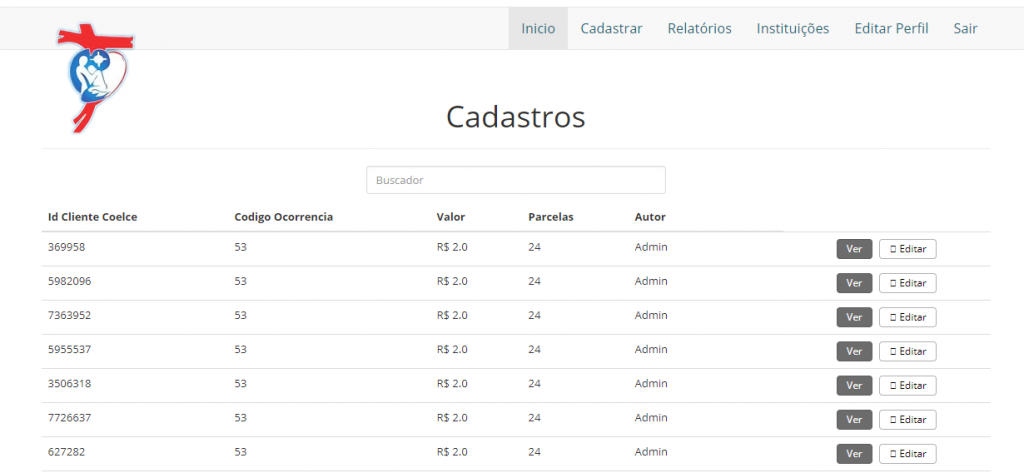 Inicio Cadastrar Relatórios Instituições Editar Perfil Sair
Cadastros
Buscador
Id Cliente Coelce Codigo Ocorrencia Valor Parcelas Autor
369958 53 R$ 2.0 24 Admin Ver Editar
5982096 53 R$ 2.0 24 Admin Ver Editar
7363952 53 R$ 2.0 24 Admin Ver Editar
5955537 53 R$ 2.0 24 Admin Ver Editar
3506318 53 R$ 2.0 24 Admin Ver Editar
7726637 53 R$ 2.0 24 Admin Ver Editar
627282 53 R$ 2.0 24 Admin Ver Editar